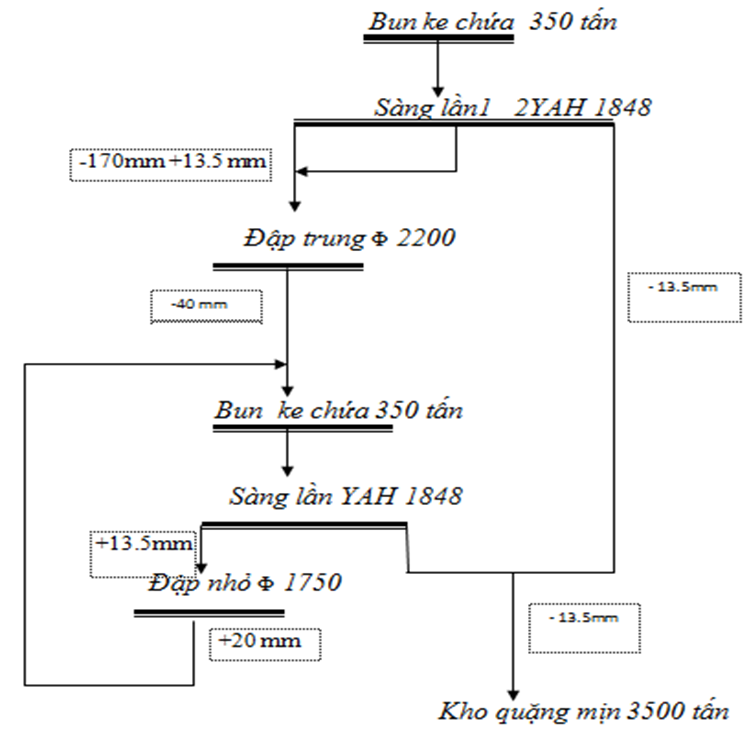 Bun ke chứa 350 tấn
Sàng lần1 2YAH 1848
-170mm +13.5 mm
Đập trung Φ 2200
- 13.5mm
-40 mm
Bun ke chứa 350 tấn
Sàng lần YAH 1848
+13.5mm
Đập nhỏ Φ 1750
- 13.5mm
+20 mm
Kho quặng mịn 3500 tấn